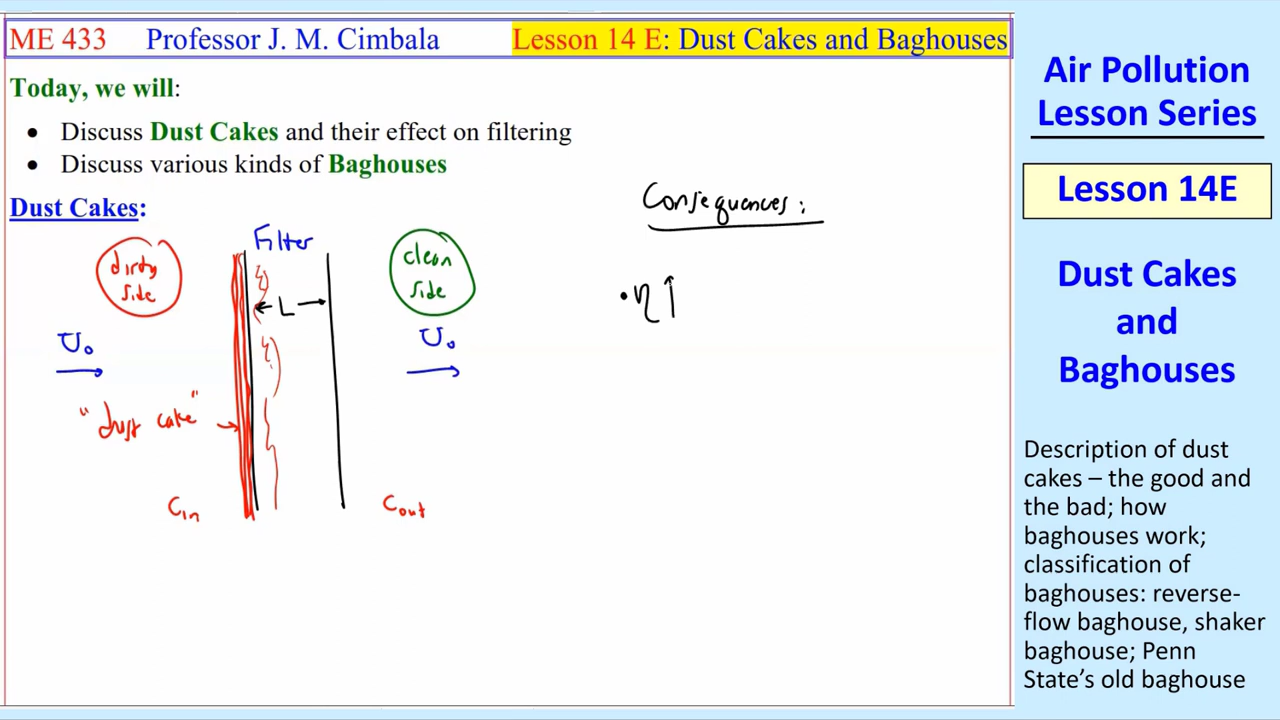 ME 433 Professor J. M. Cimbala Lesson 14 E: Dust Cakes and Baghouses
Today, we will:
• Discuss Dust Cakes and their effect on filtering
• Discuss various kinds of Baghouses
Dust Cakes:
Consequences:
Filter
dirty
side
clean
side
L
U₀
U₀
• η ↑
"dust cake"
Cin
Cout
Air Pollution
Lesson Series
Lesson 14E
Dust Cakes
and
Baghouses
Description of dust
cakes – the good and
the bad; how
baghouses work;
classification of
baghouses: reverse-
flow baghouse, shaker
baghouse; Penn
State's old baghouse